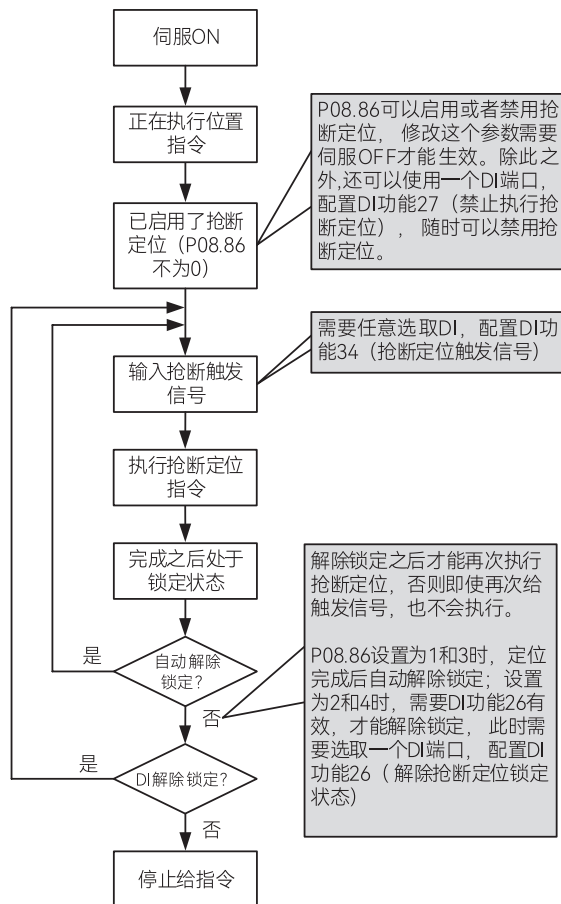 伺服ON
正在执行位置
指令
P08.86可以启用或者禁用抢
断定位， 修改这个参数需要
伺服OFF才能生效。除此之
外,还可以使用一个DI端口，
配置DI功能27（禁止执行抢
断定位）， 随时可以禁用抢
断定位。
已启用了抢断
定位（P08.86
不为0）
需要任意选取DI，配置DI功
能34（抢断定位触发信号）
输入抢断触发
信号
执行抢断定位
指令
完成之后处于
锁定状态
解除锁定之后才能再次执行
抢断定位，否则即使再次给
触发信号，也不会执行。
P08.86设置为1和3时，定位
完成后自动解除锁定；设置
为2和4时，需要DI功能26有
效，才能解除锁定， 此时需
要选取一个DI端口， 配置DI
功能26（ 解除抢断定位锁定
状态）
是
自动解除
锁定？
否
是
DI解除锁定？
否
停止给指令